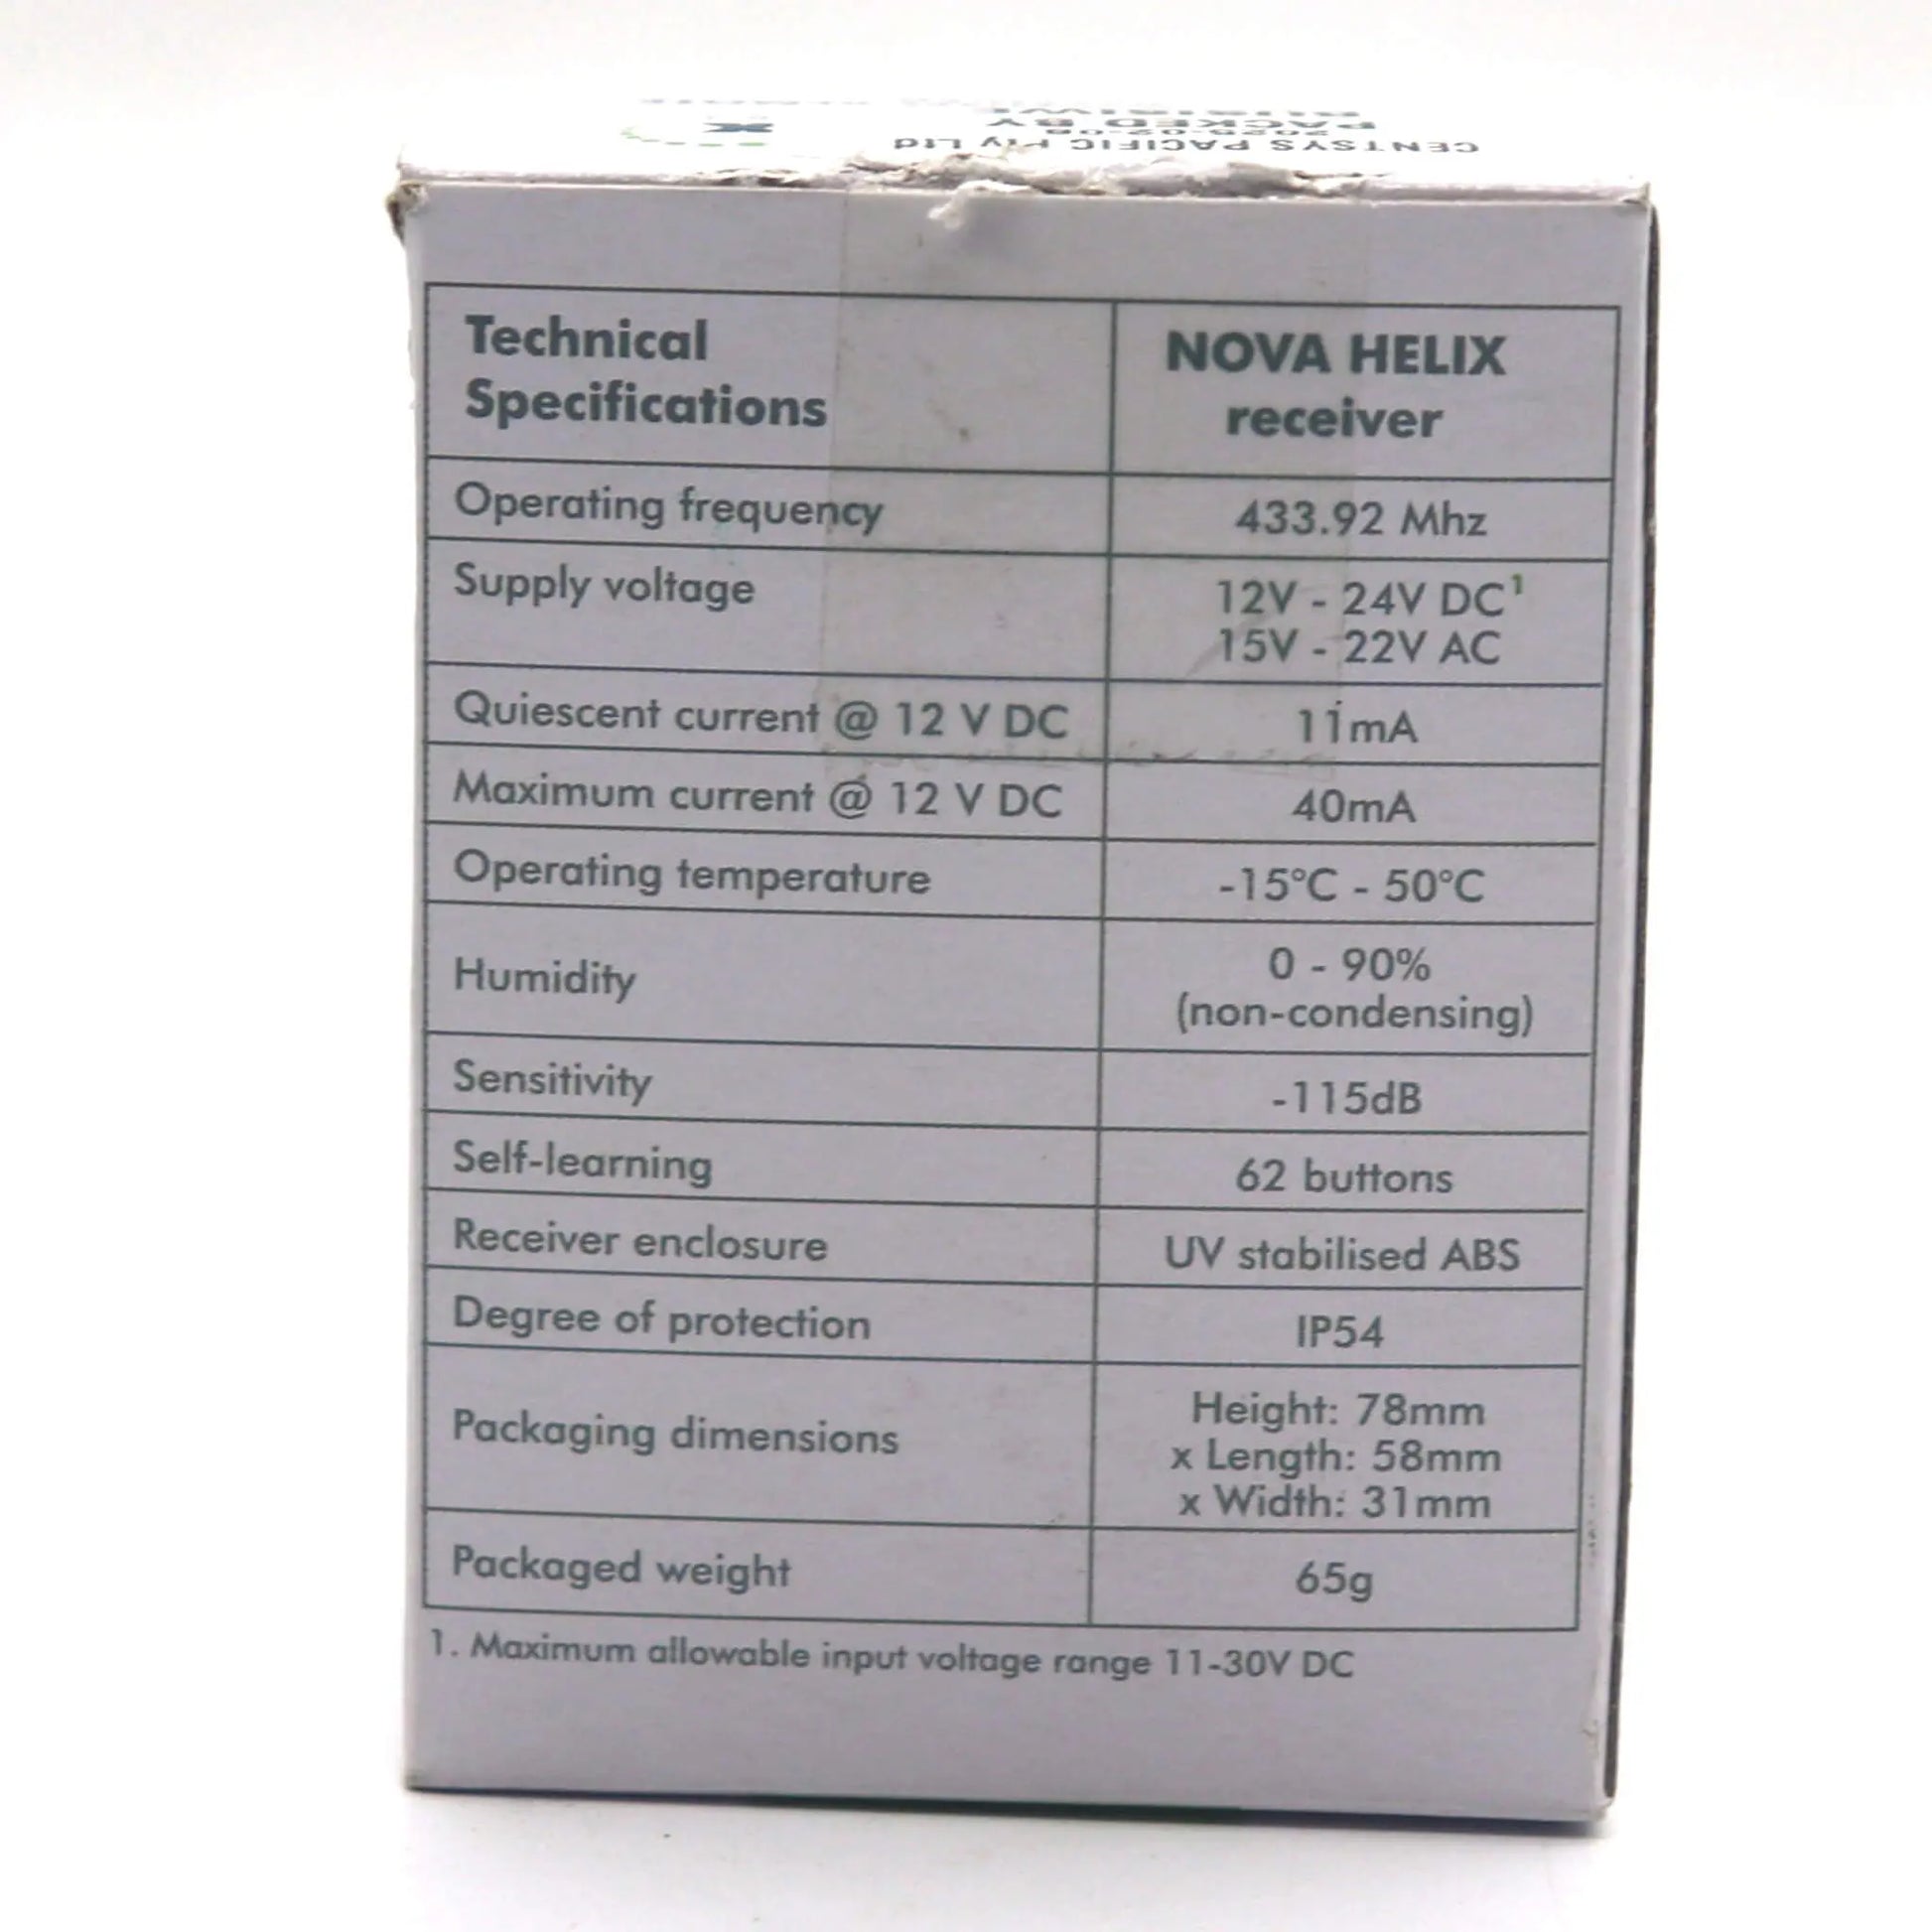 CENTSYS PACIFIC Pty Ltd
PACKED BY
Technical
Specifications
NOVA HELIX
receiver
Operating frequency
433.92 Mhz
Supply voltage
12V - 24V DC¹
15V - 22V AC
Quiescent current @ 12 V DC
11mA
Maximum current @ 12 V DC
40mA
Operating temperature
-15°C - 50°C
Humidity
0 - 90%
(non-condensing)
Sensitivity
-115dB
Self-learning
62 buttons
Receiver enclosure
UV stabilised ABS
Degree of protection
IP54
Packaging dimensions
Height: 78mm
x Length: 58mm
x Width: 31mm
Packaged weight
65g
1. Maximum allowable input voltage range 11-30V DC